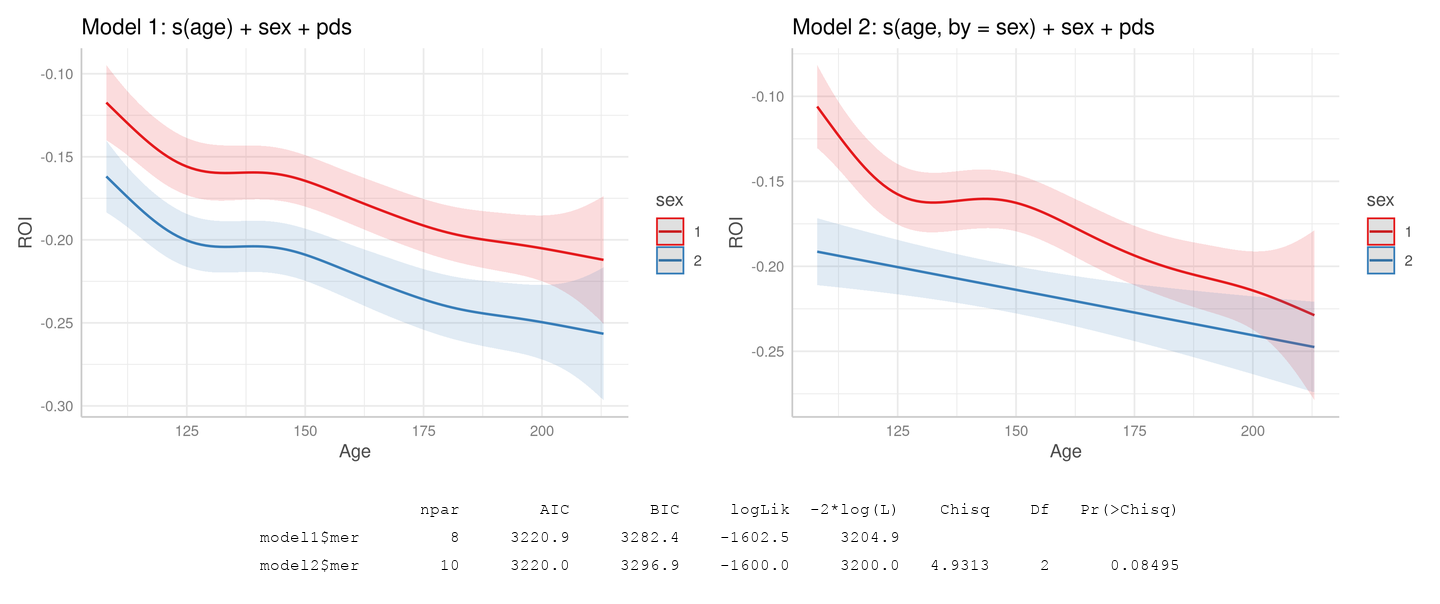 Model 1: s(age) + sex + pds
-0.10
-0.15
-0.20
-0.25
-0.30
ROI
125 150 175 200
Age
sex
1
2
Model 2: s(age, by = sex) + sex + pds
-0.10
-0.15
-0.20
-0.25
ROI
125 150 175 200
Age
sex
1
2
npar AIC BIC logLik -2*log(L) Chisq Df Pr(>Chisq)
model1$mer 8 3220.9 3282.4 -1602.5 3204.9
model2$mer 10 3220.0 3296.9 -1600.0 3200.0 4.9313 2 0.08495